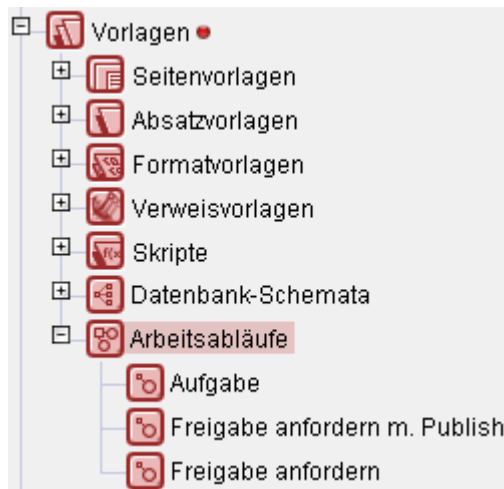 Vorlagen
Seitenvorlagen
Absatzvorlagen
Formatvorlagen
Verweisvorlagen
Skripte
Datenbank-Schemata
Arbeitsabläufe
Aufgabe
Freigabe anfordern m. Publish
Freigabe anfordern